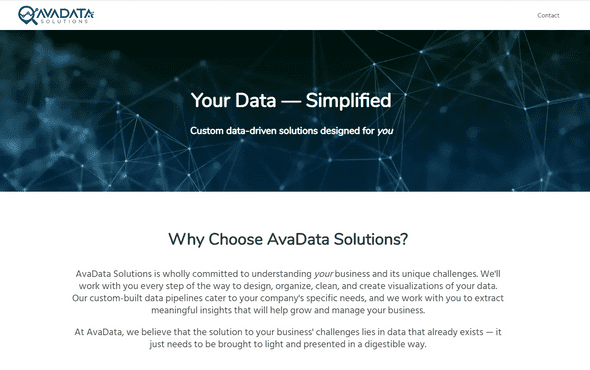 AVADATA
SOLUTIONS
Contact
Your Data — Simplified
Custom data-driven solutions designed for you
Why Choose AvaData Solutions?
AvaData Solutions is wholly committed to understanding your business and its unique challenges. We'll
work with you every step of the way to design, organize, clean, and create visualizations of your data.
Our custom-built data pipelines cater to your company's specific needs, and we work with you to extract
meaningful insights that will help grow and manage your business.
At AvaData, we believe that the solution to your business' challenges lies in data that already exists — it
just needs to be brought to light and presented in a digestible way.